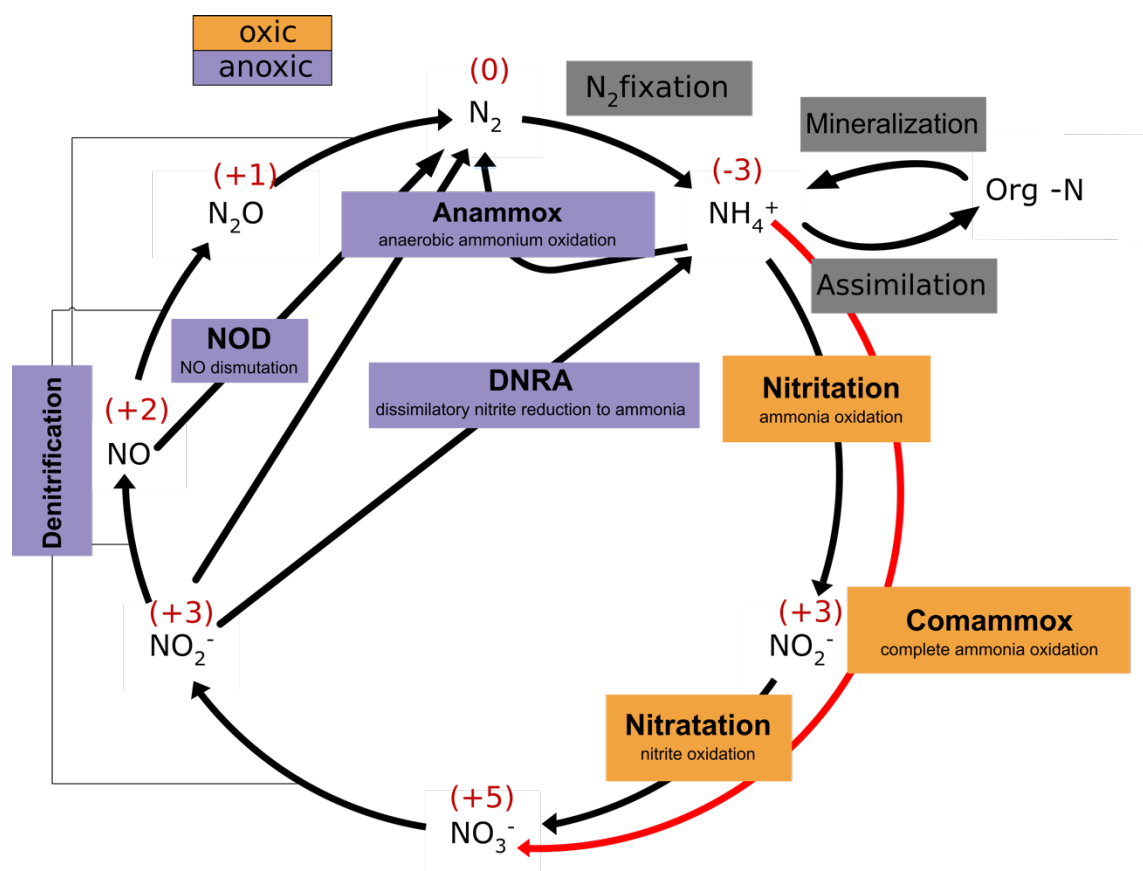 oxic
anoxic
(0)
N₂
N₂fixation
Mineralization
(+1)
N₂O
(-3)
NH₄⁺
Org -N
Anammox
anaerobic ammonium oxidation
Assimilation
NOD
NO dismutation
DNRA
dissimilatory nitrite reduction to ammonia
Nitritation
ammonia oxidation
Denitrification
(+2)
NO
(+3)
NO₂⁻
(+3)
NO₂⁻
Comammox
complete ammonia oxidation
Nitratation
nitrite oxidation
(+5)
NO₃⁻